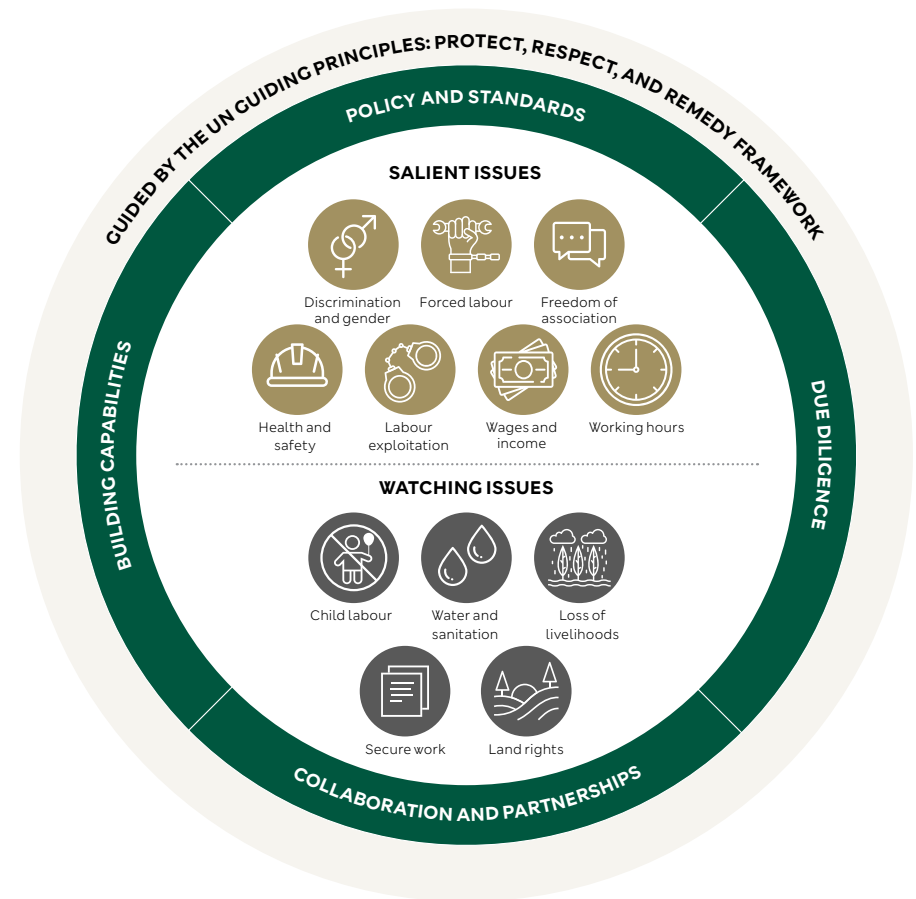 GUIDED BY THE UN GUIDING PRINCIPLES: PROTECT, RESPECT, AND REMEDY FRAMEWORK
POLICY AND STANDARDS
BUILDING CAPABILITIES
DUE DILIGENCE
COLLABORATION AND PARTNERSHIPS
SALIENT ISSUES
Discrimination
and gender
Forced labour
Freedom of
association
Health and
safety
Labour
exploitation
Wages and
income
Working hours
WATCHING ISSUES
Child labour
Water and
sanitation
Loss of
livelihoods
Secure work
Land rights